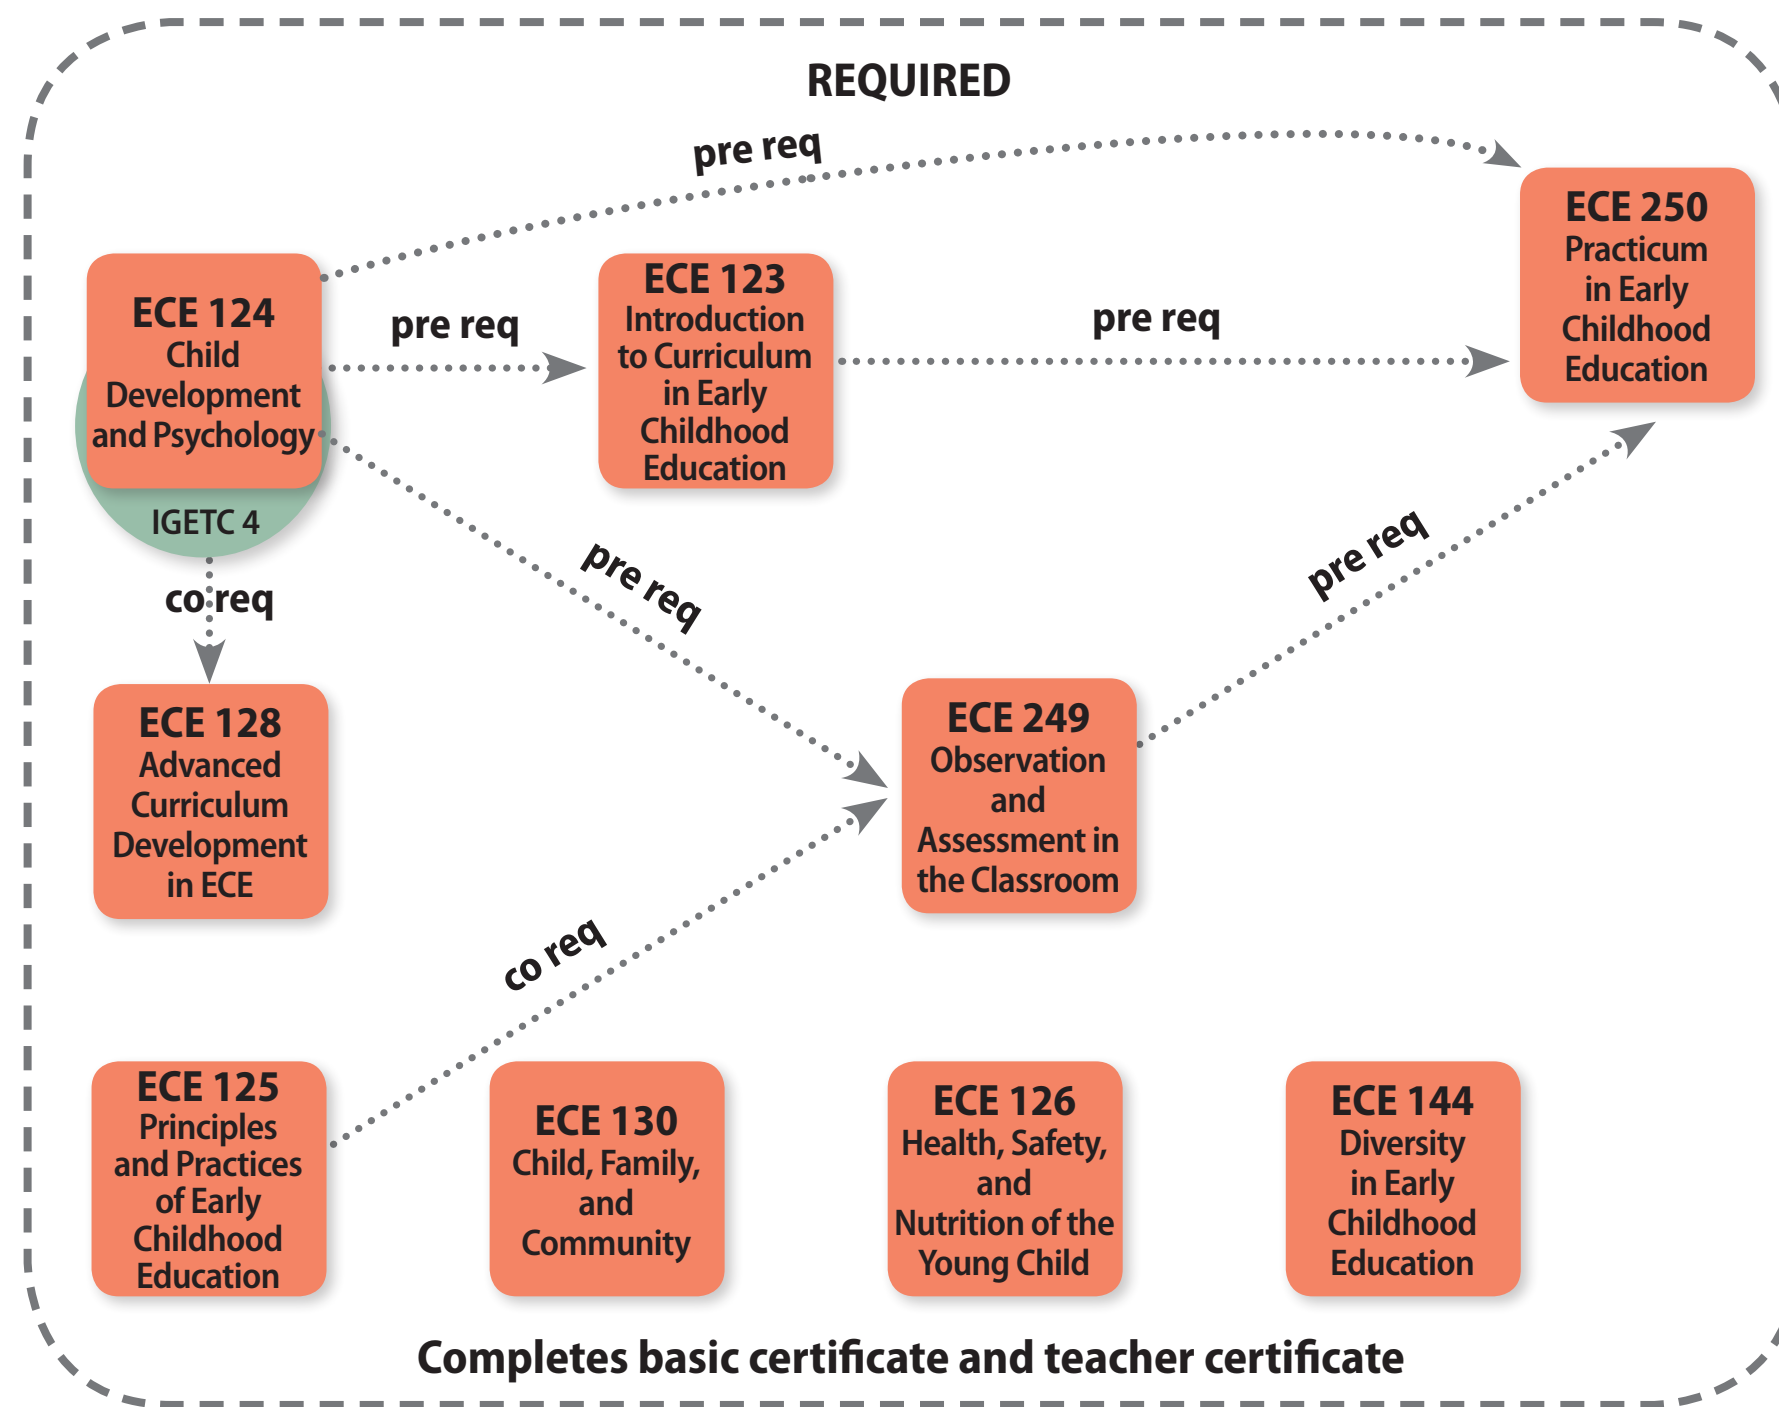 REQUIRED
pre req
ECE 250
Practicum
in Early
Childhood
Education
ECE 124
Child
Development
and Psychology
IGETC 4
pre req
ECE 123
Introduction
to Curriculum
in Early
Childhood
Education
pre req
co req
pre req
pre req
ECE 128
Advanced
Curriculum
Development
in ECE
ECE 249
Observation
and
Assessment in
the Classroom
co req
ECE 125
Principles
and Practices
of Early
Childhood
Education
ECE 130
Child, Family,
and
Community
ECE 126
Health, Safety,
and
Nutrition of the
Young Child
ECE 144
Diversity
in Early
Childhood
Education
Completes basic certificate and teacher certificate